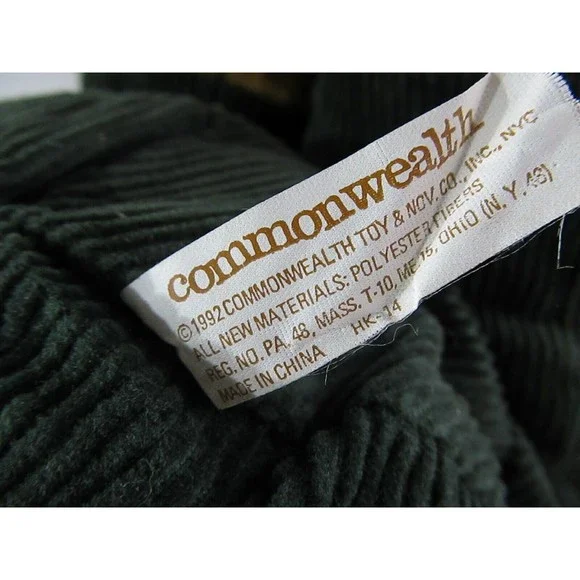 commonwealth
©1992 COMMONWEALTH TOY & NOV. CO., INC., NYC
ALL NEW MATERIALS: POLYESTER FIBERS
REG. NO. PA. 48, MASS. T-10, ME-15, OHIO (N.Y.48)
MADE IN CHINA HK-14